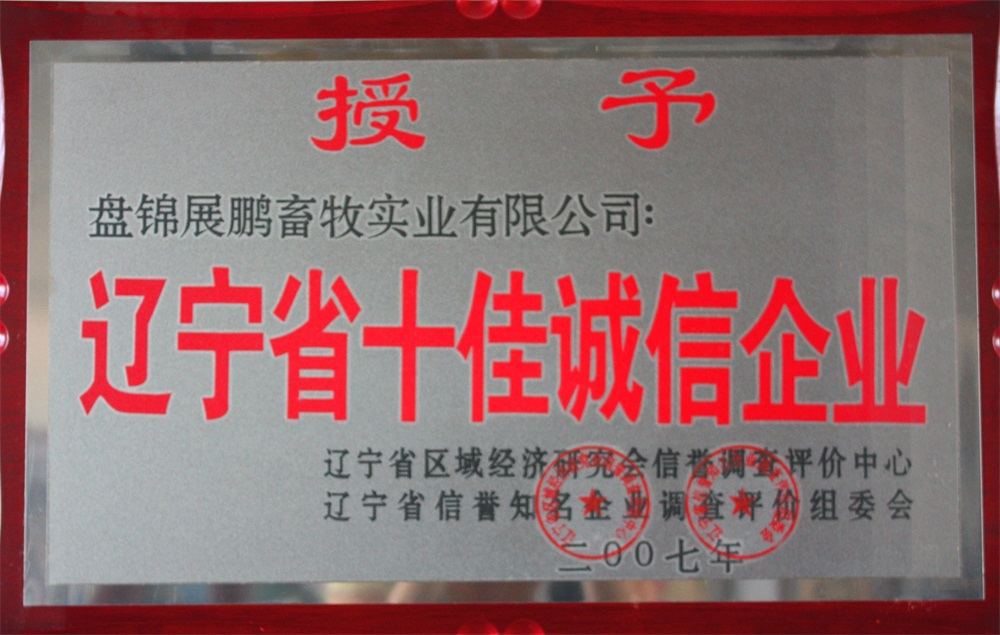 授 予
盘锦展鹏畜牧实业有限公司:
辽宁省十佳诚信企业
辽宁省区域经济研究会信誉调查评价中心
辽宁省信誉知名企业调查评价组委会
二00七年